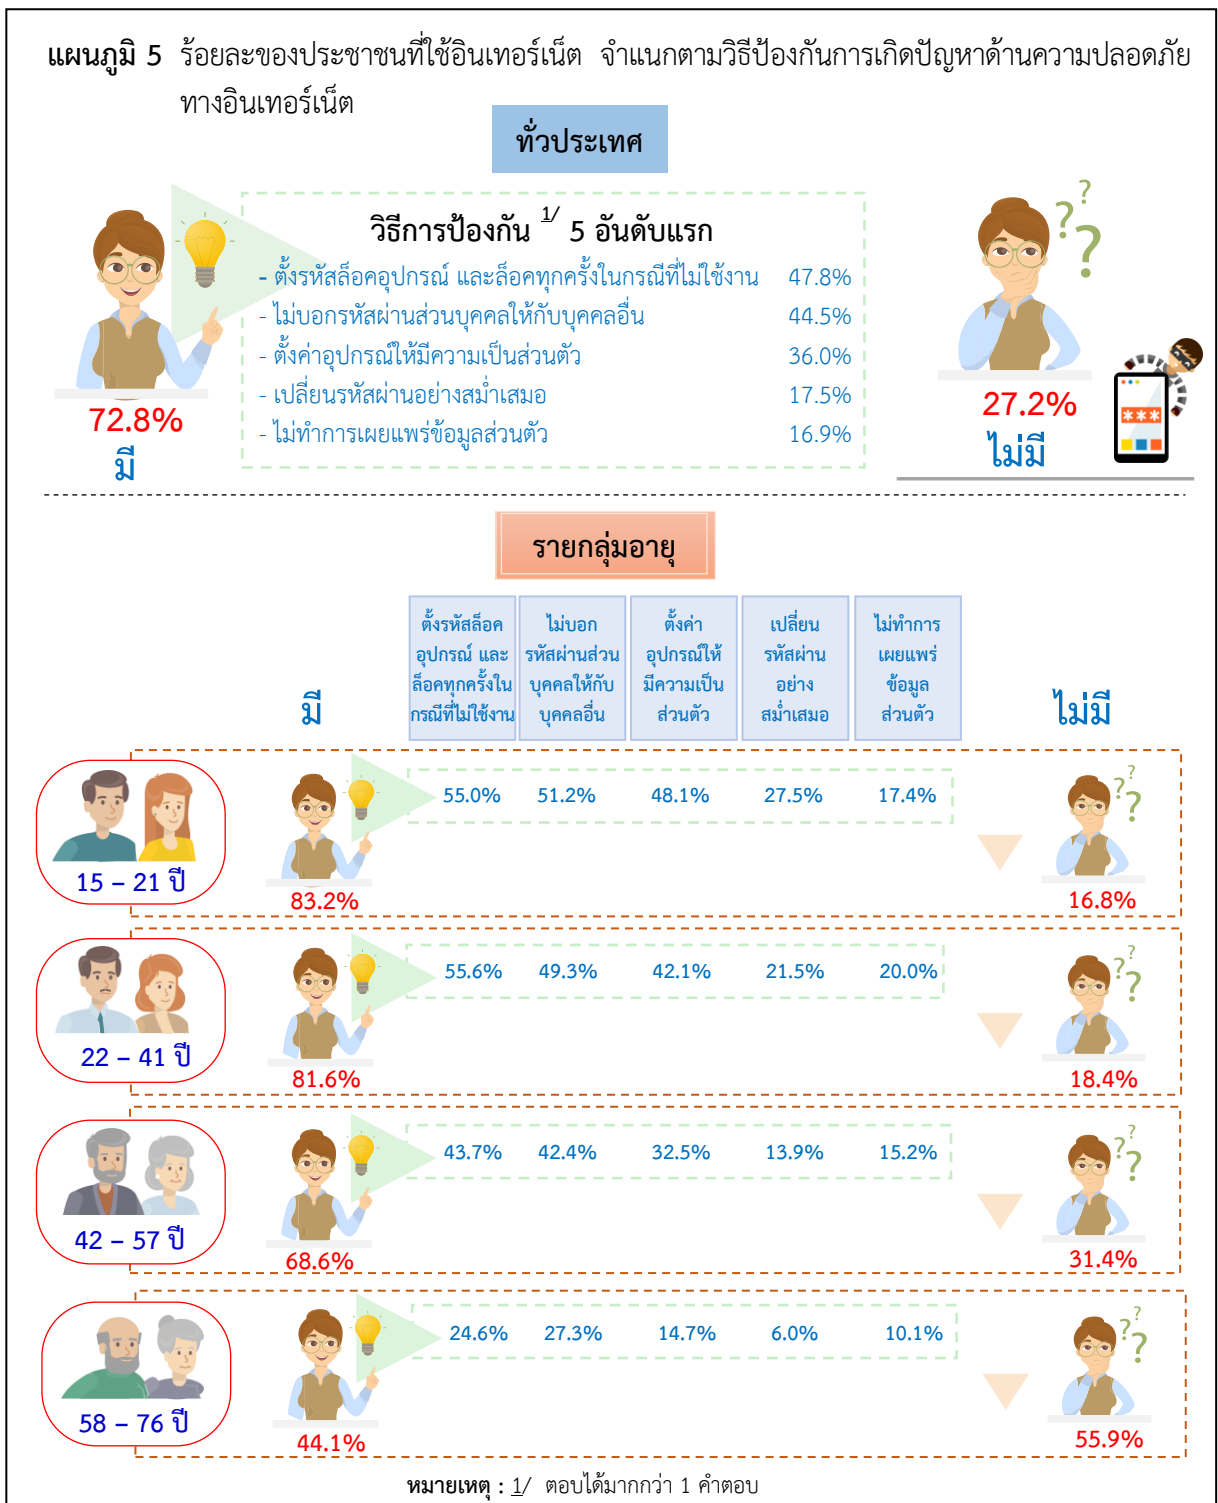 แผนภูมิ 5 ร้อยละของประชาชนที่ใช้อินเทอร์เน็ต จำแนกตามวิธีป้องกันการเกิดปัญหาด้านความปลอดภัย
ทางอินเทอร์เน็ต
ทั่วประเทศ
วิธีการป้องกัน 1/ 5 อันดับแรก
- ตั้งรหัสล็อคอุปกรณ์ และล็อคทุกครั้งในกรณีที่ไม่ใช้งาน 47.8%
- ไม่บอกรหัสผ่านส่วนบุคคลให้กับบุคคลอื่น 44.5%
- ตั้งค่าอุปกรณ์ให้มีความเป็นส่วนตัว 36.0%
- เปลี่ยนรหัสผ่านอย่างสม่ำเสมอ 17.5%
- ไม่ทำการเผยแพร่ข้อมูลส่วนตัว 16.9%
72.8%
มี
? ? ?
27.2%
ไม่มี
***
รายกลุ่มอายุ
มี
ตั้งรหัสล็อค
อุปกรณ์ และ
ล็อคทุกครั้งใน
กรณีที่ไม่ใช้งาน
ไม่บอก
รหัสผ่านส่วน
บุคคลให้กับ
บุคคลอื่น
ตั้งค่า
อุปกรณ์ให้
มีความเป็น
ส่วนตัว
เปลี่ยน
รหัสผ่าน
อย่าง
สม่ำเสมอ
ไม่ทำการ
เผยแพร่
ข้อมูล
ส่วนตัว
ไม่มี
55.0% 51.2% 48.1% 27.5% 17.4%
? ? ?
15 – 21 ปี
83.2%
16.8%
55.6% 49.3% 42.1% 21.5% 20.0%
? ? ?
22 – 41 ปี
81.6%
18.4%
43.7% 42.4% 32.5% 13.9% 15.2%
? ? ?
42 – 57 ปี
68.6%
31.4%
24.6% 27.3% 14.7% 6.0% 10.1%
? ? ?
58 – 76 ปี
44.1%
55.9%
หมายเหตุ : 1/ ตอบได้มากกว่า 1 คำตอบ